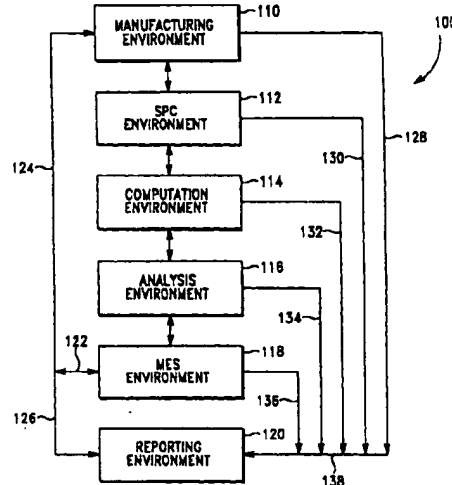 MANUFACTURING
ENVIRONMENT
110
SPC
ENVIRONMENT
112
128
124
130
COMPUTATION
ENVIRONMENT
114
132
ANALYSIS
ENVIRONMENT
116
134
122
MES
ENVIRONMENT
118
136
126
REPORTING
ENVIRONMENT
120
138